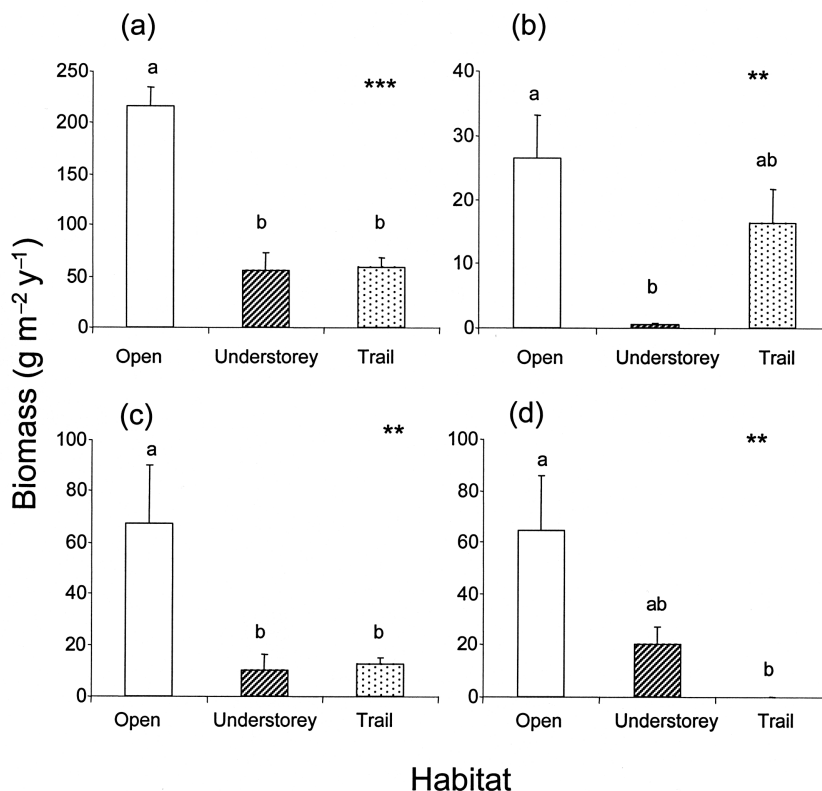 (a)
(b)
250
200
150
100
50
0
a
b
b
***
Open
Understorey
Trail
40
30
20
10
0
a
b
ab
**
Open
Understorey
Trail
(c)
(d)
100
80
60
40
20
0
a
b
b
**
Open
Understorey
Trail
100
80
60
40
20
0
a
ab
b
**
Open
Understorey
Trail
Biomass (g m⁻² y⁻¹)
Habitat